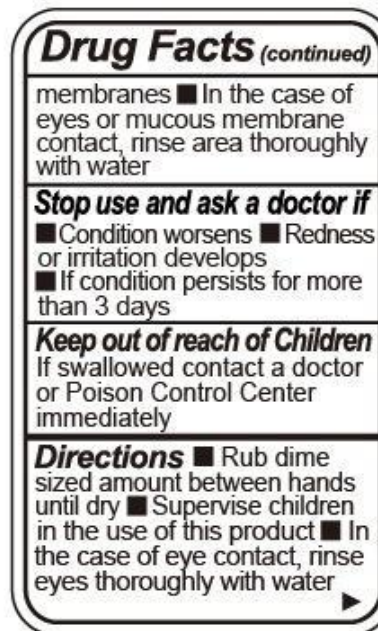 Drug Facts (continued)
membranes ■ In the case of
eyes or mucous membrane
contact, rinse area thoroughly
with water
Stop use and ask a doctor if
■ Condition worsens ■ Redness
or irritation develops
■ If condition persists for more
than 3 days
Keep out of reach of Children
If swallowed contact a doctor
or Poison Control Center
immediately
Directions ■ Rub dime
sized amount between hands
until dry ■ Supervise children
in the use of this product ■ In
the case of eye contact, rinse
eyes thoroughly with water
▶